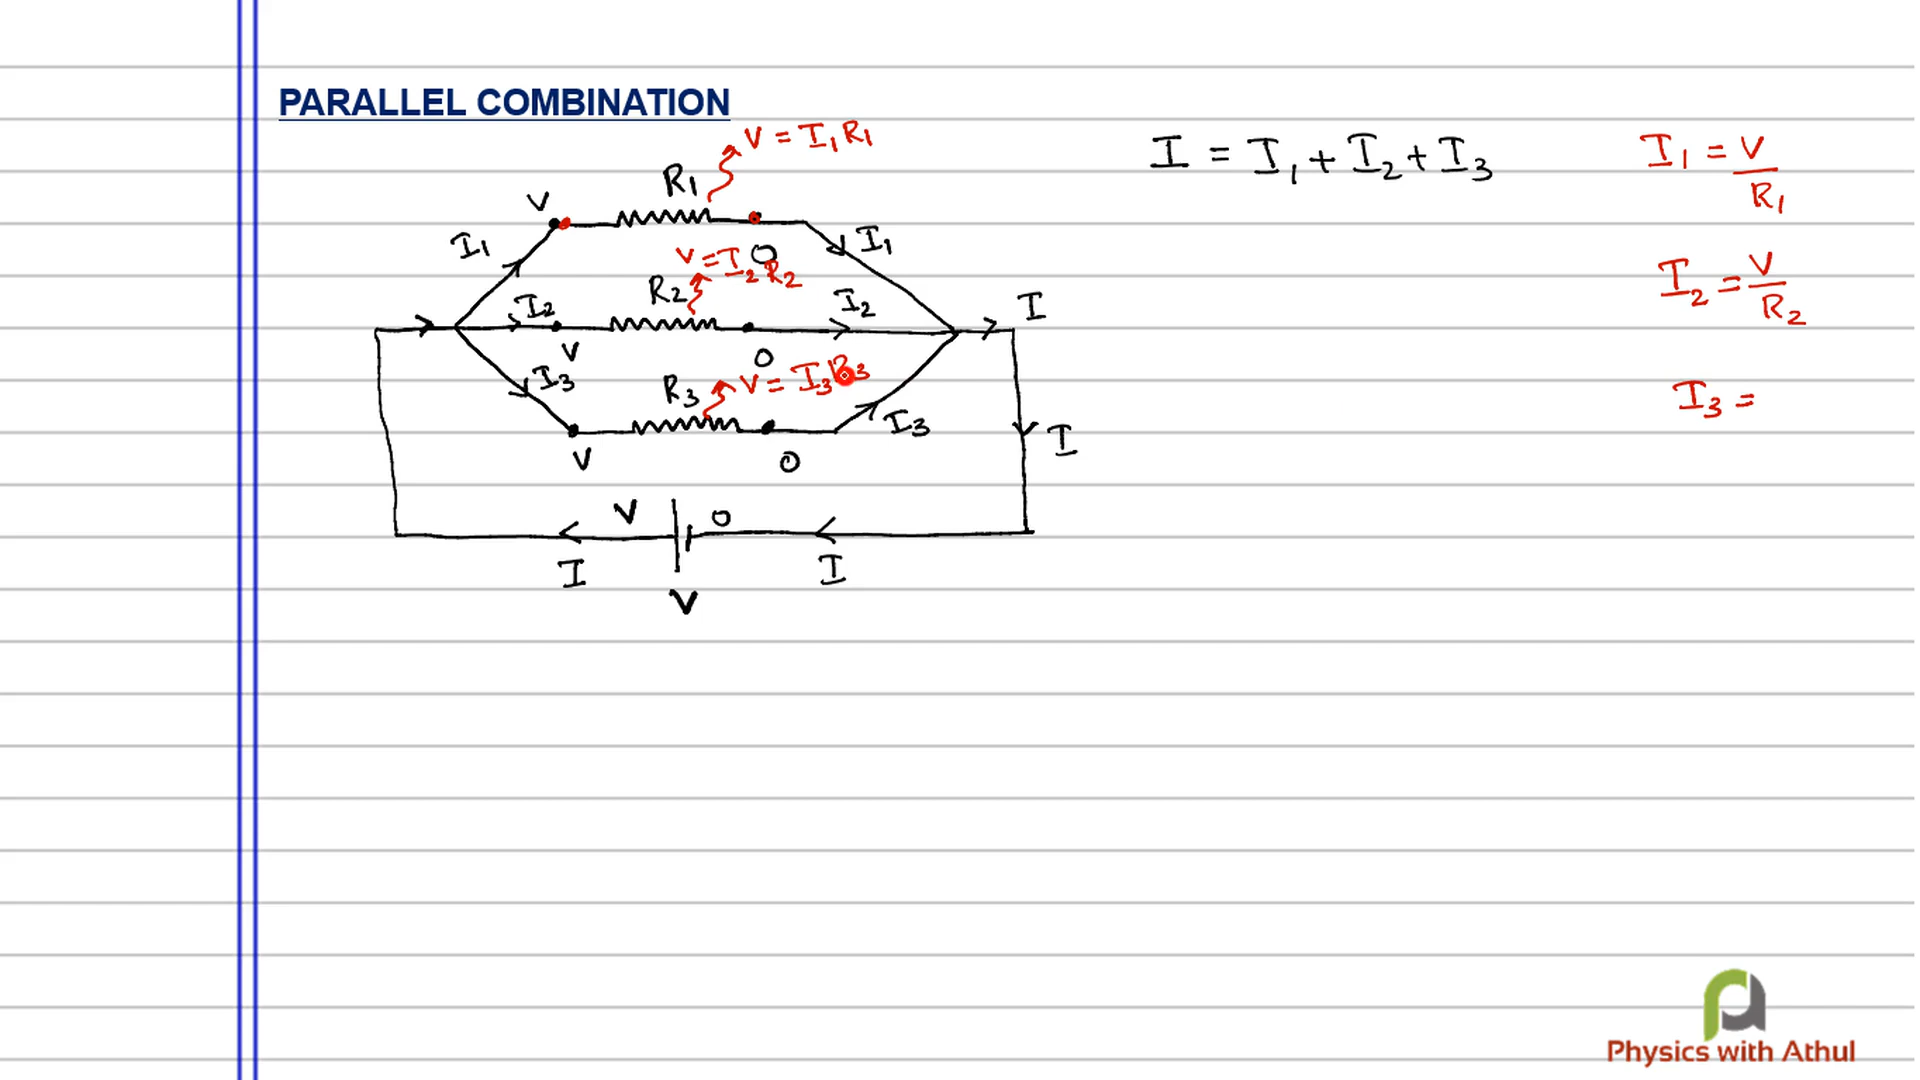 PARALLEL COMBINATION
V = I₁R₁
I = I₁ + I₂ + I₃
I₁ = V/R₁
R₁
V
I₁
O
I₁
V = I₂R₂
R₂
I₂ = V/R₂
I₂
I₂
I
V
O
I₃
R₃
V = I₃R₃
I₃ =
I₃
I
V
O
V
O
I
I
V
Physics with Athul